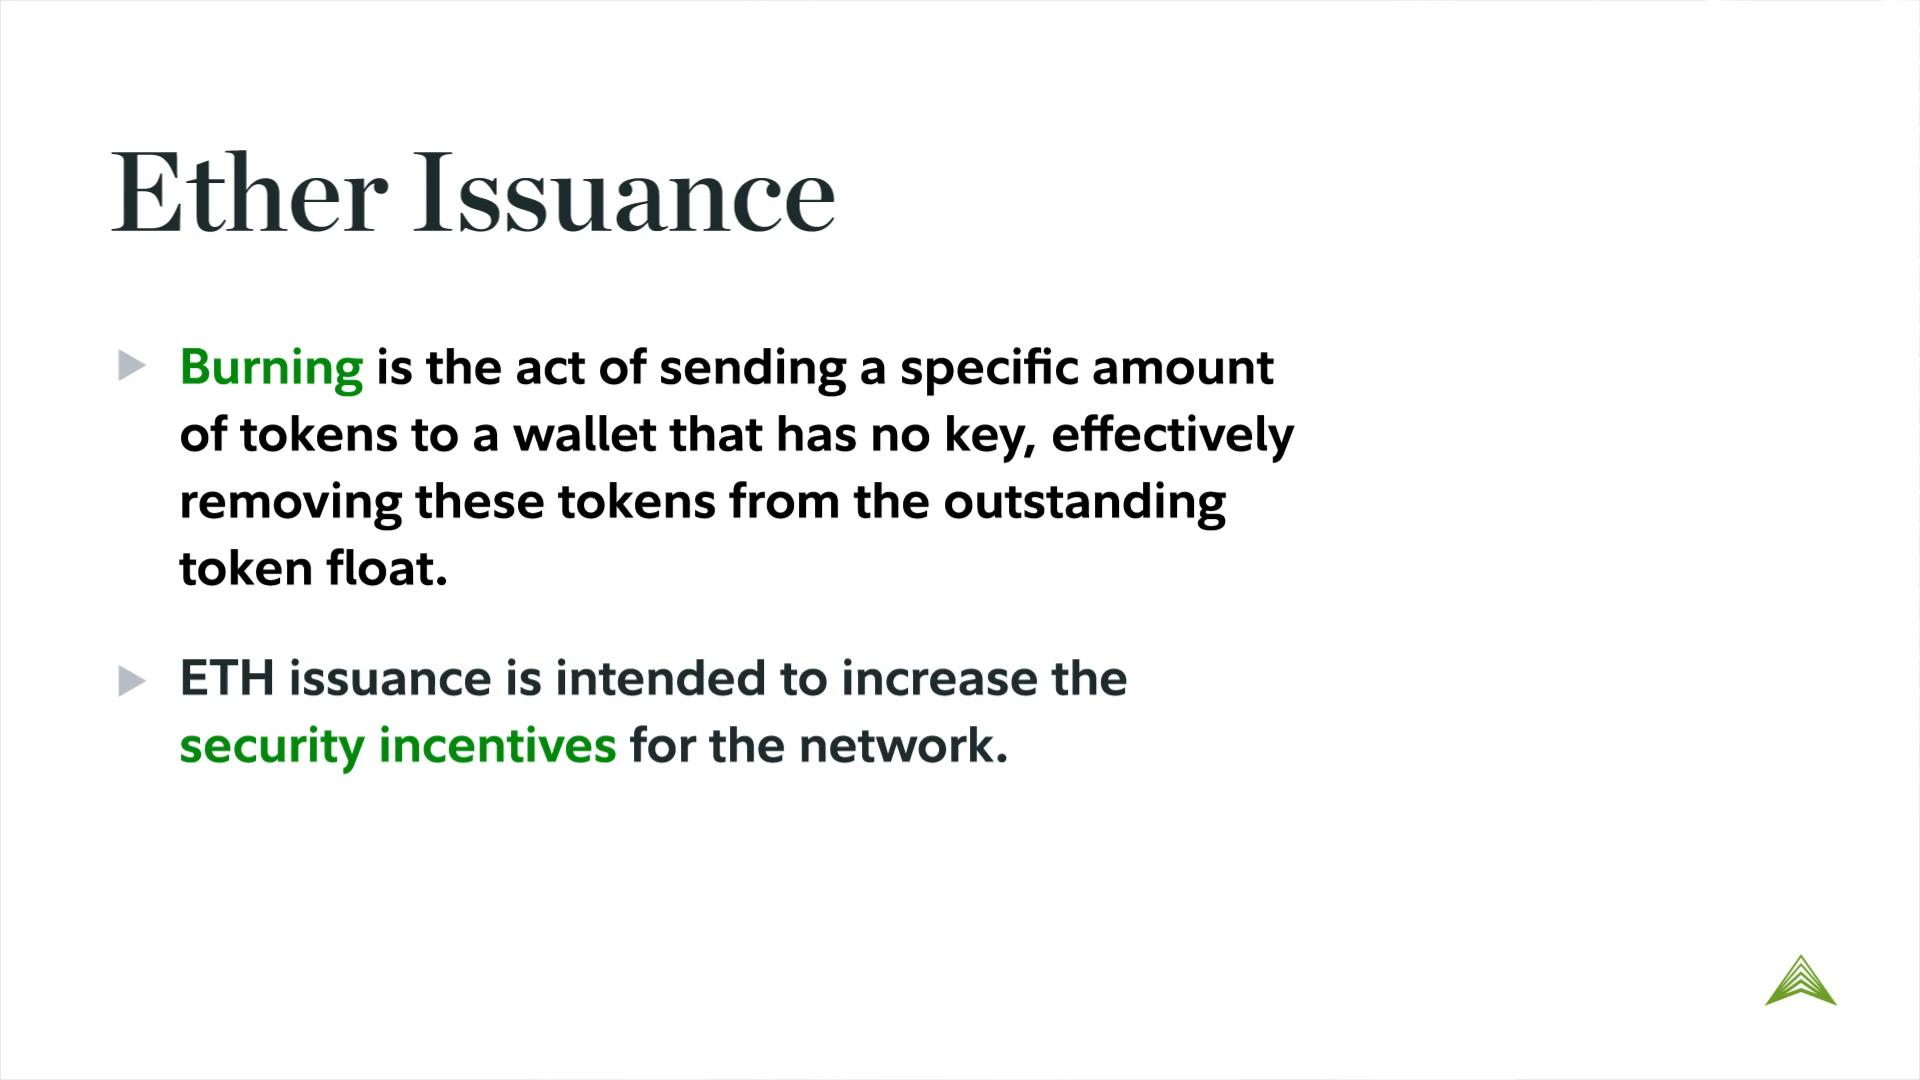 Ether Issuance
Burning is the act of sending a specific amount
of tokens to a wallet that has no key, effectively
removing these tokens from the outstanding
token float.
ETH issuance is intended to increase the
security incentives for the network.